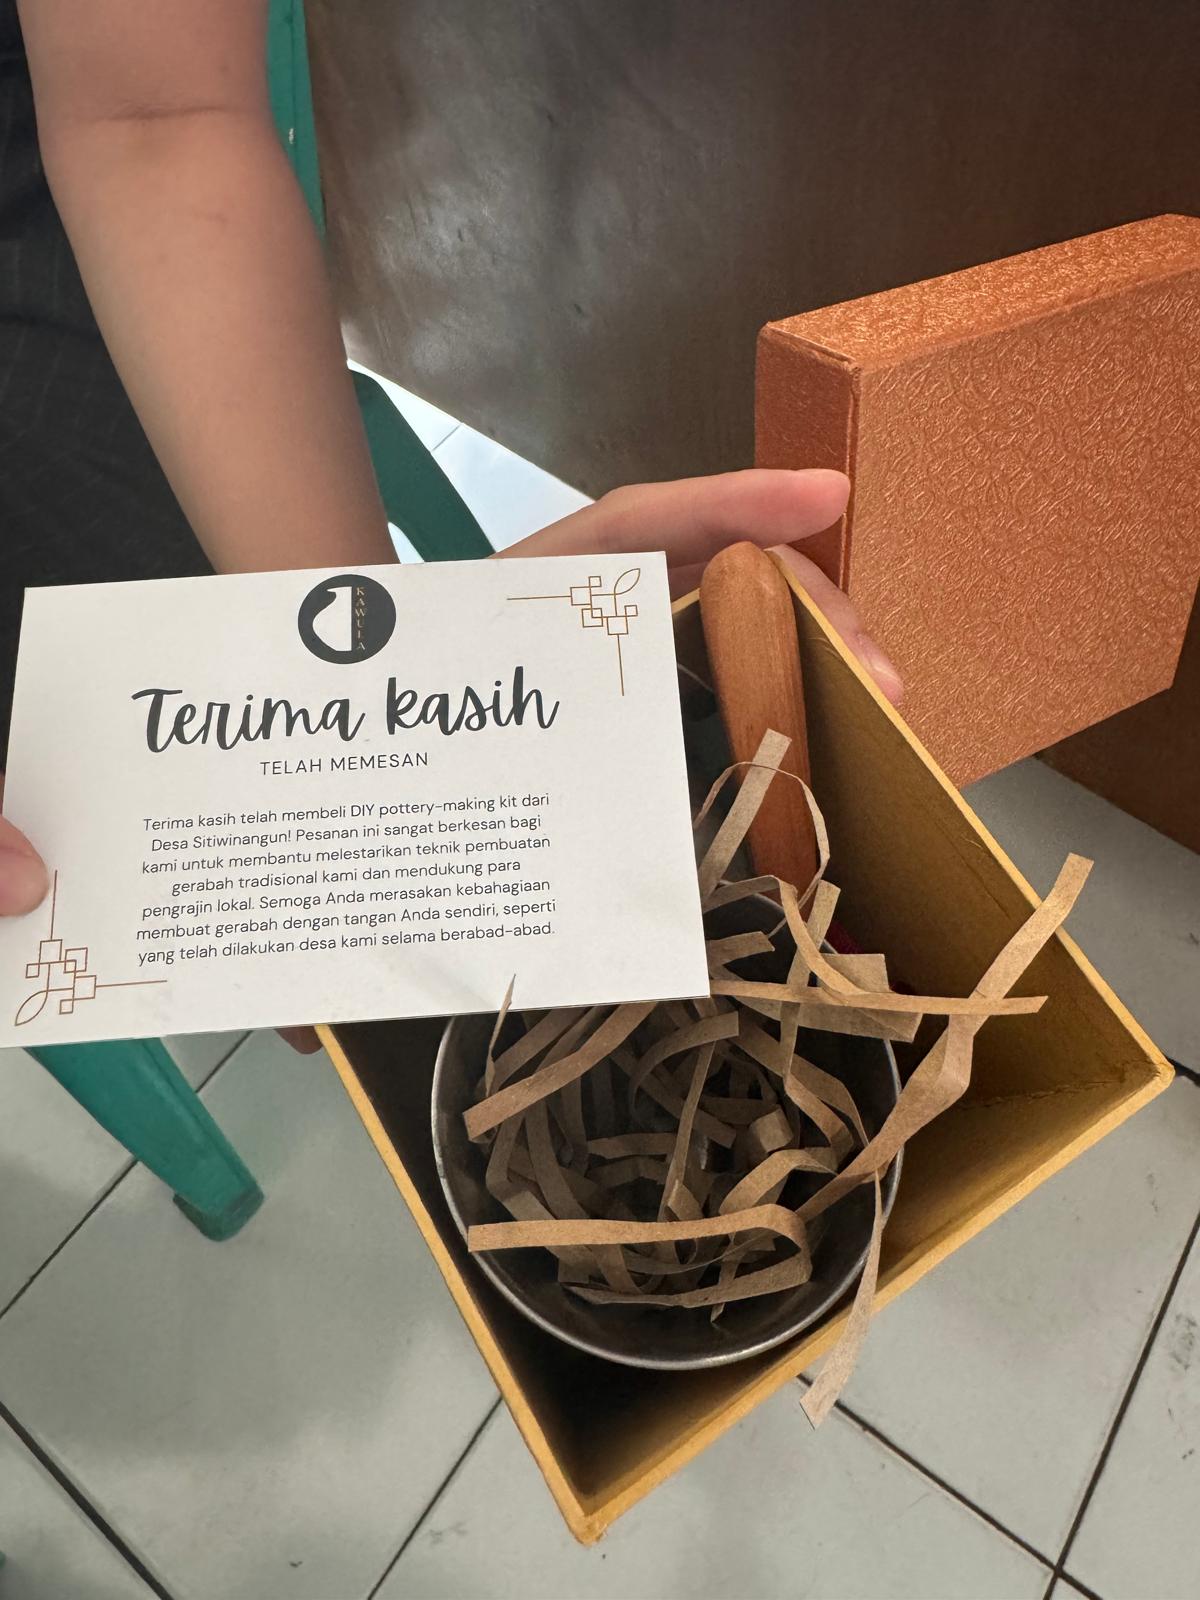 KAWULA
Terima kasih
TELAH MEMESAN
Terima kasih telah membeli DIY pottery-making kit dari
Desa Sitiwinangun! Pesanan ini sangat berkesan bagi
kami untuk membantu melestarikan teknik pembuatan
gerabah tradisional kami dan mendukung para
pengrajin lokal. Semoga Anda merasakan kebahagiaan
membuat gerabah dengan tangan Anda sendiri, seperti
yang telah dilakukan desa kami selama berabad-abad.